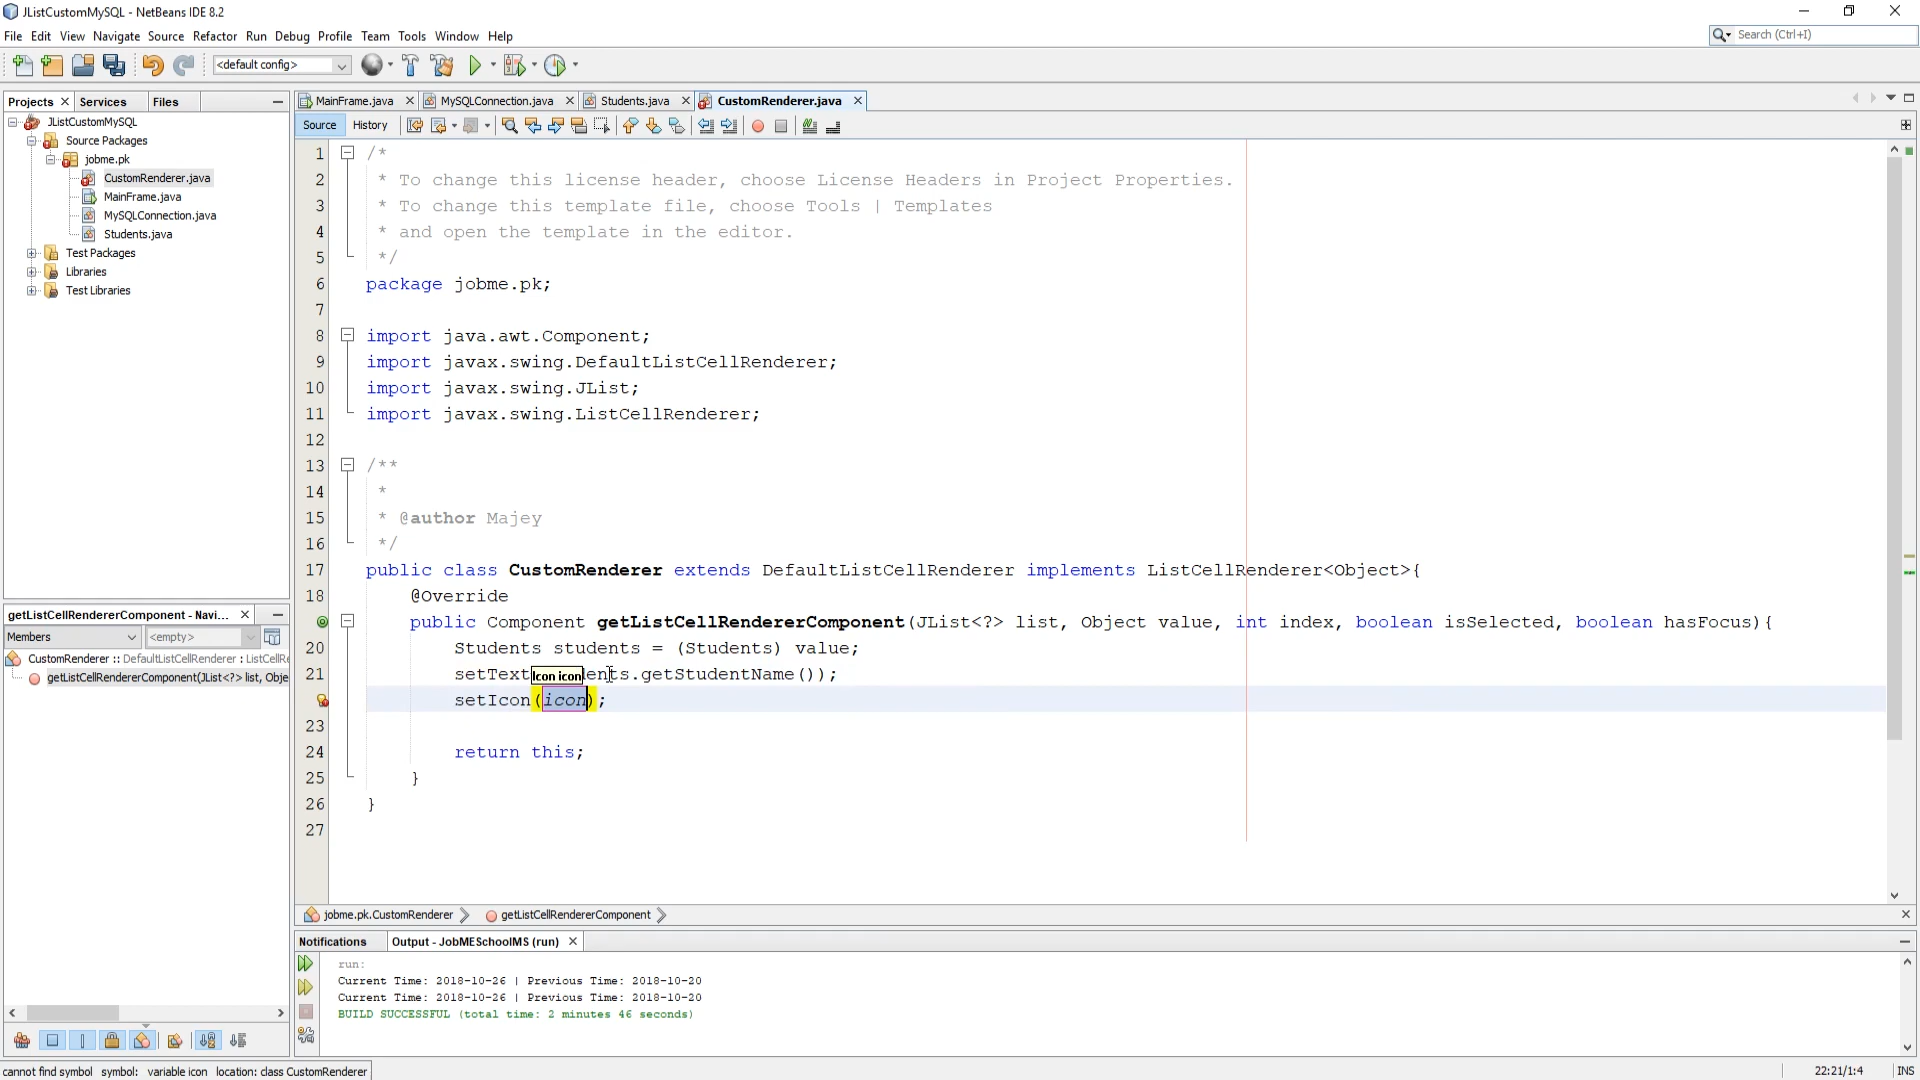 JListCustomMySQL - NetBeans IDE 8.2
File Edit View Navigate Source Refactor Run Debug Profile Team Tools Window Help
Search (Ctrl+I)
<default config>
Projects Services Files
MainFrame.java MySQLConnection.java Students.java CustomRenderer.java
JListCustomMySQL
Source Packages
jobme.pk
CustomRenderer.java
MainFrame.java
MySQLConnection.java
Students.java
Test Packages
Libraries
Test Libraries
Source History
1 /*
2 * To change this license header, choose License Headers in Project Properties.
3 * To change this template file, choose Tools | Templates
4 * and open the template in the editor.
5 */
6 package jobme.pk;
7
8 import java.awt.Component;
9 import javax.swing.DefaultListCellRenderer;
10 import javax.swing.JList;
11 import javax.swing.ListCellRenderer;
12
13 /**
14 *
15 * @author Majey
16 */
17 public class CustomRenderer extends DefaultListCellRenderer implements ListCellRenderer<Object>{
18 @Override
public Component getListCellRendererComponent(JList<?> list, Object value, int index, boolean isSelected, boolean hasFocus){
20 Students students = (Students) value;
21 setText Icon icon ents.getStudentName());
setIcon(icon);
23
24 return this;
25 }
26 }
27
getListCellRendererComponent - Navi...
Members <empty>
CustomRenderer :: DefaultListCellRenderer : ListCellRe
getListCellRendererComponent(JList<?> list, Obje
jobme.pk.CustomRenderer getListCellRendererComponent
Notifications Output - JobMESchoolMS (run)
run:
Current Time: 2018-10-26 | Previous Time: 2018-10-20
Current Time: 2018-10-26 | Previous Time: 2018-10-20
BUILD SUCCESSFUL (total time: 2 minutes 46 seconds)
cannot find symbol symbol: variable icon location: class CustomRenderer
22:21/1:4 INS